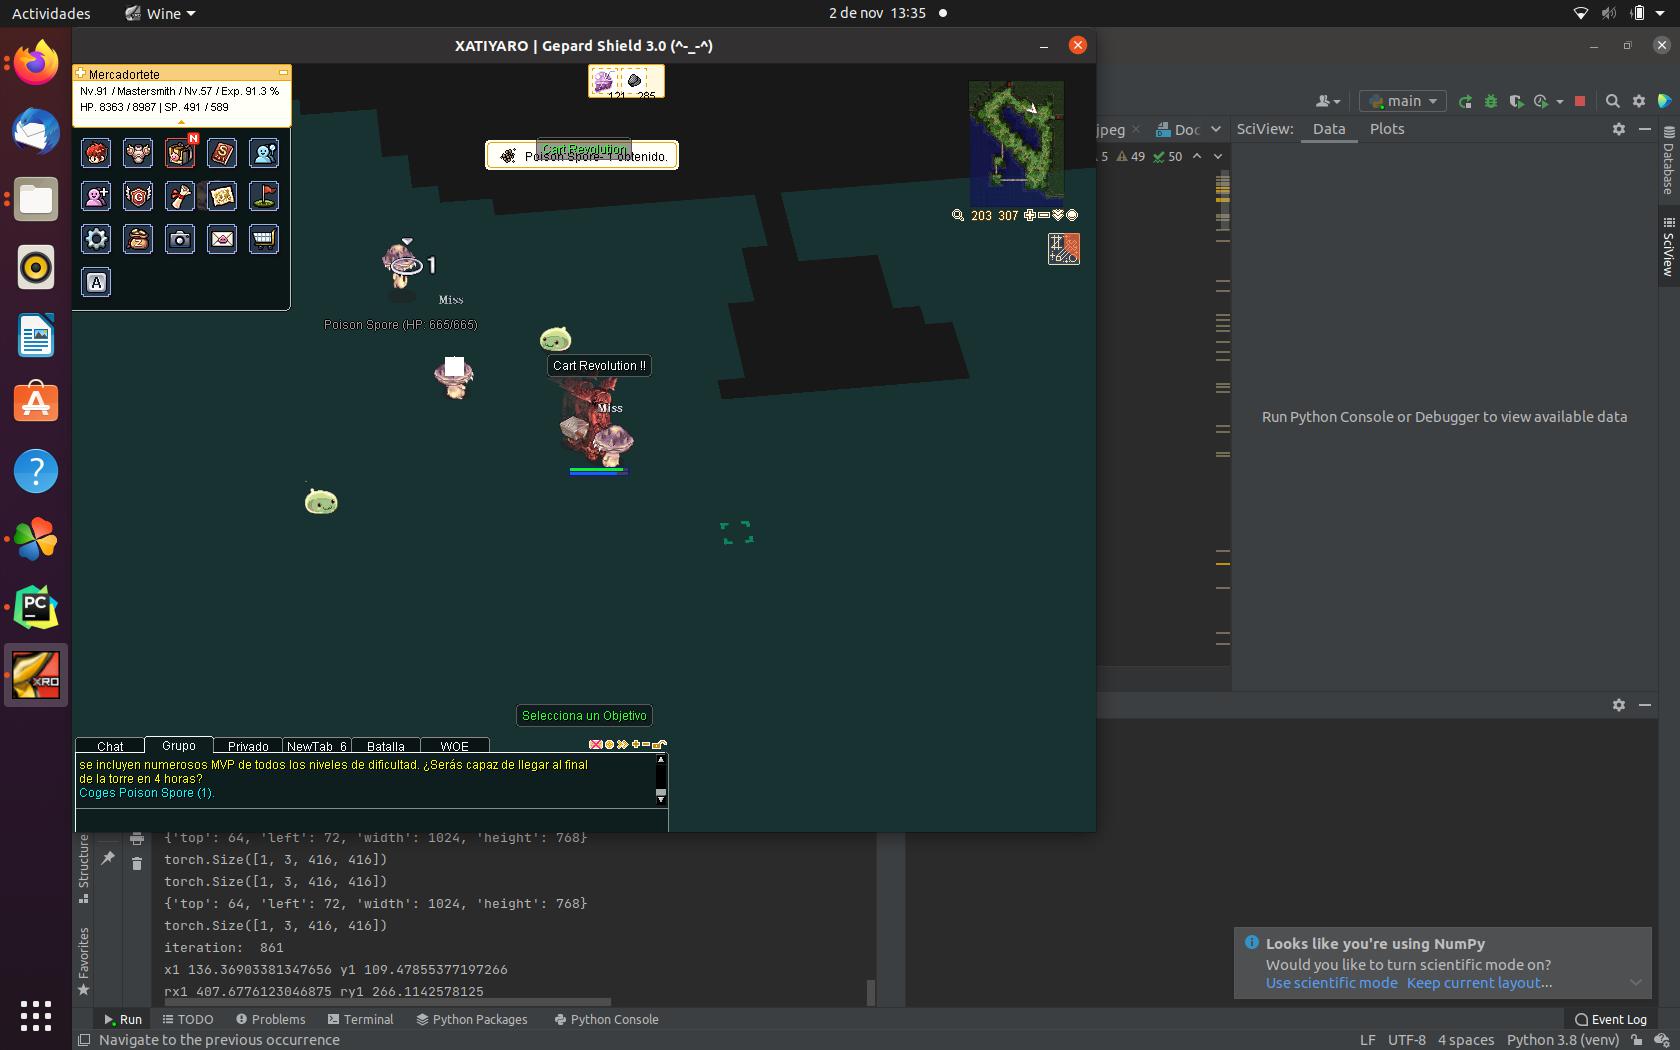 Actividades
Wine
2 de nov 13:35
XATIYARO | Gepard Shield 3.0 (^-_-^)
Mercadortete
Nv.91 / Mastersmith / Nv.57 / Exp. 91.3 %
HP. 8363 / 8987 | SP. 491 / 589
N
A
121 285
Cart Revolution
Poison Spore- 1 obtenido.
203 307
1
Miss
Poison Spore (HP: 665/665)
Cart Revolution !!
Miss
Selecciona un Objetivo
Chat Grupo Privado NewTab_6 Batalla WOE
se incluyen numerosos MVP de todos los niveles de dificultad. ¿Serás capaz de llegar al final
de la torre en 4 horas?
Coges Poison Spore (1).
main
jpeg
Doc
SciView: Data Plots
5 49 50
Database
SciView
Run Python Console or Debugger to view available data
PC
XRO
{'top': 64, 'left': 72, 'width': 1024, 'height': 768}
torch.Size([1, 3, 416, 416])
torch.Size([1, 3, 416, 416])
{'top': 64, 'left': 72, 'width': 1024, 'height': 768}
torch.Size([1, 3, 416, 416])
iteration: 861
x1 136.36903381347656 y1 109.47855377197266
rx1 407.6776123046875 ry1 266.1142578125
Structure
Favorites
Looks like you're using NumPy
Would you like to turn scientific mode on?
Use scientific mode Keep current layout...
Run TODO Problems Terminal Python Packages Python Console
Event Log
Navigate to the previous occurrence
LF UTF-8 4 spaces Python 3.8 (venv)